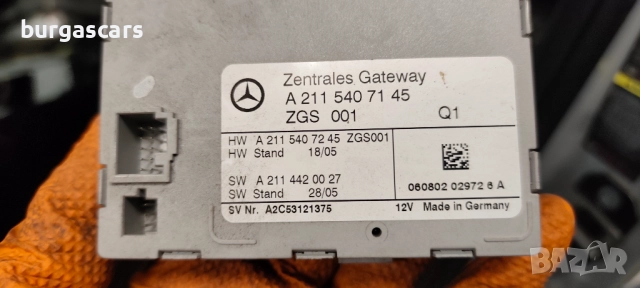 burgascars
Zentrales Gateway
A 211 540 71 45
ZGS 001 Q1
HW A 211 540 72 45 ZGS001
HW Stand 18/05
SW A 211 442 00 27
SW Stand 28/05
060802 02972 6 A
SV Nr. A2C53121375 12V Made in Germany
BAZAR